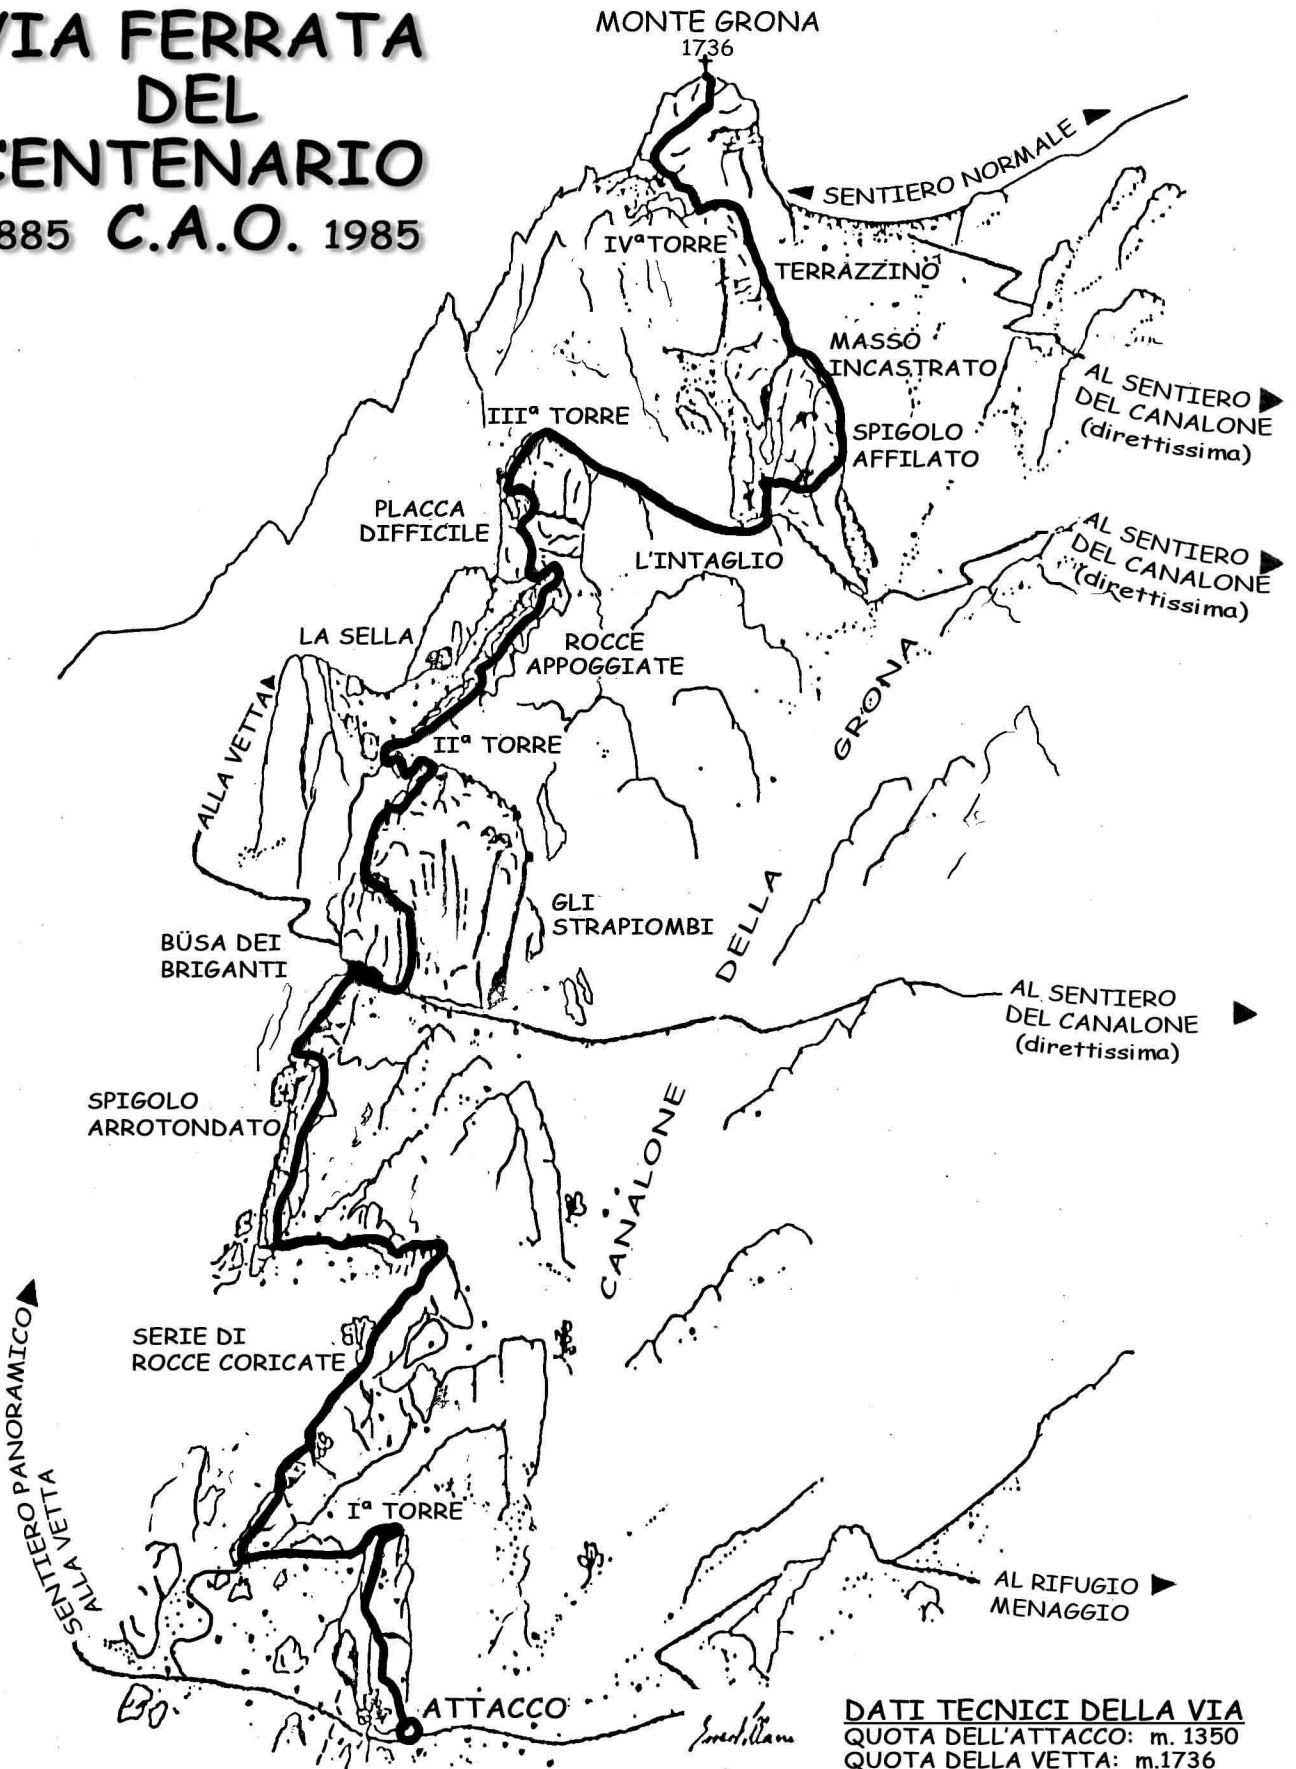 VIA FERRATA
DEL
CENTENARIO
885 C.A.O. 1985
MONTE GRONA
1736
SENTIERO NORMALE
IVª TORRE
TERRAZZINO
MASSO
INCASTRATO
AL SENTIERO
DEL CANALONE
(direttissima)
IIIª TORRE
SPIGOLO
AFFILATO
PLACCA
DIFFICILE
L'INTAGLIO
AL SENTIERO
DEL CANALONE
(direttissima)
LA SELLA
ROCCE
APPOGGIATE
ALLA VETTA
IIª TORRE
GLI
STRAPIOMBI
BÜSA DEI
BRIGANTI
CANALONE DELLA GRONA
AL SENTIERO
DEL CANALONE
(direttissima)
SPIGOLO
ARROTONDATO
SERIE DI
ROCCE CORICATE
SENTIERO PANORAMICO
ALLA VETTA
Iª TORRE
AL RIFUGIO
MENAGGIO
ATTACCO
DATI TECNICI DELLA VIA
QUOTA DELL'ATTACCO: m. 1350
QUOTA DELLA VETTA: m.1736